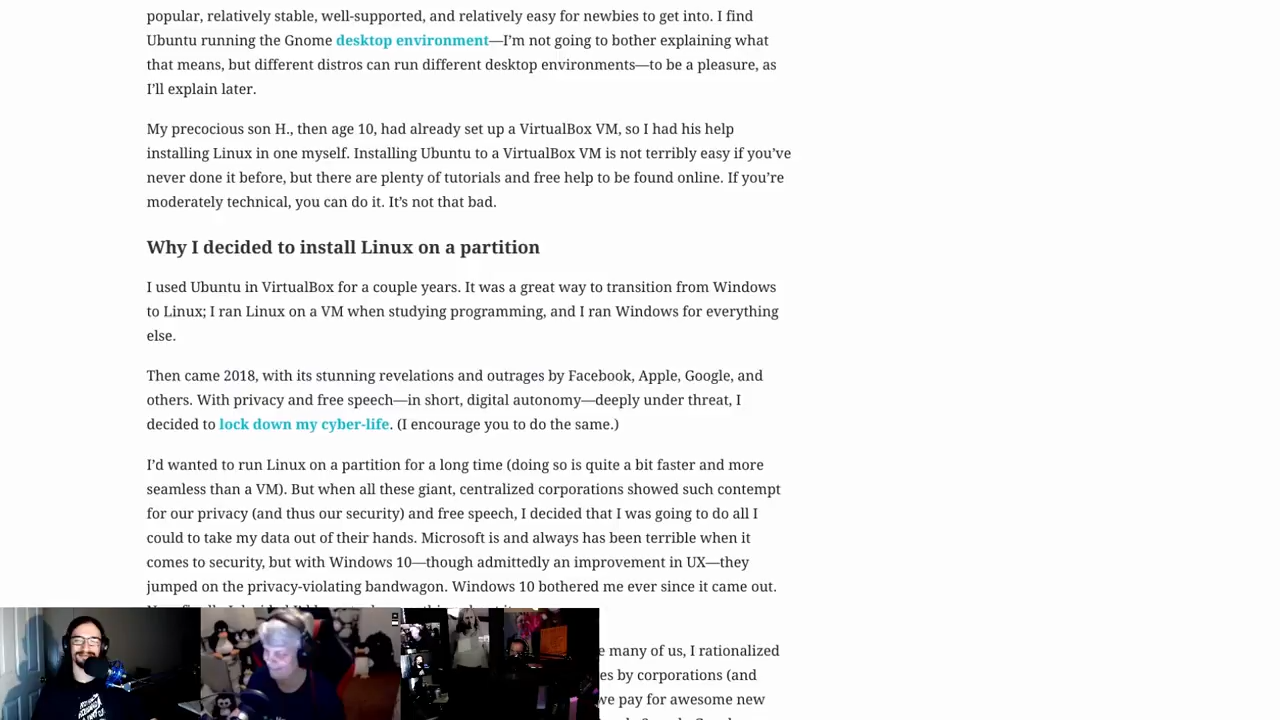 popular, relatively stable, well-supported, and relatively easy for newbies to get into. I find
Ubuntu running the Gnome desktop environment—I’m not going to bother explaining what
that means, but different distros can run different desktop environments—to be a pleasure, as
I’ll explain later.
My precocious son H., then age 10, had already set up a VirtualBox VM, so I had his help
installing Linux in one myself. Installing Ubuntu to a VirtualBox VM is not terribly easy if you’ve
never done it before, but there are plenty of tutorials and free help to be found online. If you’re
moderately technical, you can do it. It’s not that bad.
Why I decided to install Linux on a partition
I used Ubuntu in VirtualBox for a couple years. It was a great way to transition from Windows
to Linux; I ran Linux on a VM when studying programming, and I ran Windows for everything
else.
Then came 2018, with its stunning revelations and outrages by Facebook, Apple, Google, and
others. With privacy and free speech—in short, digital autonomy—deeply under threat, I
decided to lock down my cyber-life. (I encourage you to do the same.)
I’d wanted to run Linux on a partition for a long time (doing so is quite a bit faster and more
seamless than a VM). But when all these giant, centralized corporations showed such contempt
for our privacy (and thus our security) and free speech, I decided that I was going to do all I
could to take my data out of their hands. Microsoft is and always has been terrible when it
comes to security, but with Windows 10—though admittedly an improvement in UX—they
jumped on the privacy-violating bandwagon. Windows 10 bothered me ever since it came out.
many of us, I rationalized
by corporations (and
we pay for awesome new